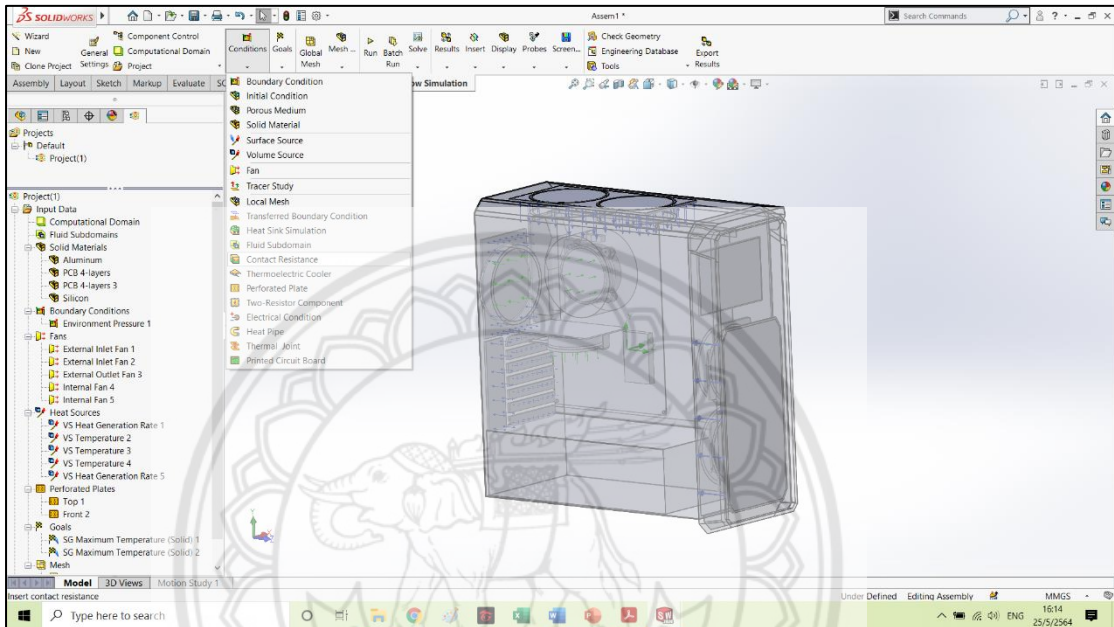 SOLIDWORKS
Assem1 *
Search Commands
Wizard
New
Clone Project
General Settings
Component Control
Computational Domain
Project
Conditions
Goals
Global Mesh
Mesh ...
Run
Batch Run
Solve
Results
Insert
Display
Probes
Screen...
Check Geometry
Engineering Database
Tools
Export Results
Assembly
Layout
Sketch
Markup
Evaluate
ow Simulation
Boundary Condition
Initial Condition
Porous Medium
Solid Material
Surface Source
Volume Source
Fan
Tracer Study
Local Mesh
Transferred Boundary Condition
Heat Sink Simulation
Fluid Subdomain
Contact Resistance
Thermoelectric Cooler
Perforated Plate
Two-Resistor Component
Electrical Condition
Heat Pipe
Thermal Joint
Printed Circuit Board
Projects
Default
Project(1)
Project(1)
Input Data
Computational Domain
Fluid Subdomains
Solid Materials
Aluminum
PCB 4-layers
PCB 4-layers 3
Silicon
Boundary Conditions
Environment Pressure 1
Fans
External Inlet Fan 1
External Inlet Fan 2
External Outlet Fan 3
Internal Fan 4
Internal Fan 5
Heat Sources
VS Heat Generation Rate 1
VS Temperature 2
VS Temperature 3
VS Temperature 4
VS Heat Generation Rate 5
Perforated Plates
Top 1
Front 2
Goals
SG Maximum Temperature (Solid) 1
SG Maximum Temperature (Solid) 2
Mesh
Model
3D Views
Motion Study 1
Insert contact resistance
Under Defined
Editing Assembly
MMGS
Type here to search
ENG
16:14
25/5/2564